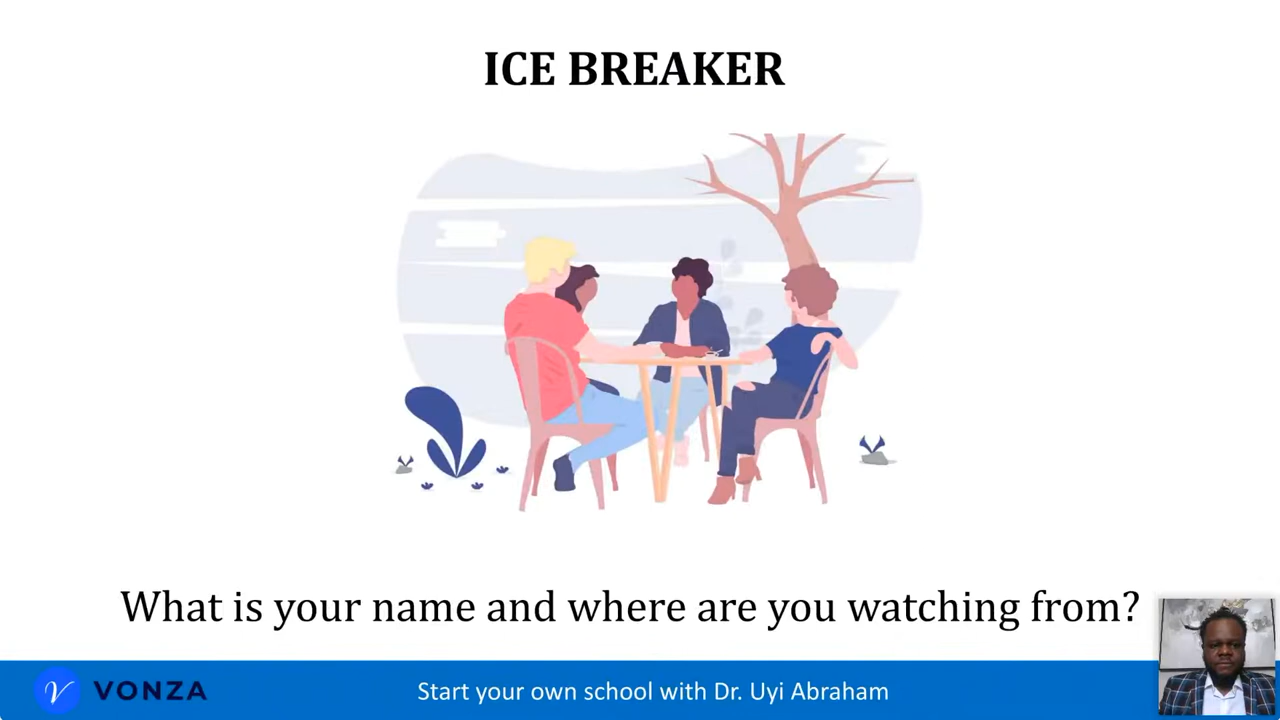 ICE BREAKER
What is your name and where are you watching from?
VONZA
Start your own school with Dr. Uyi Abraham